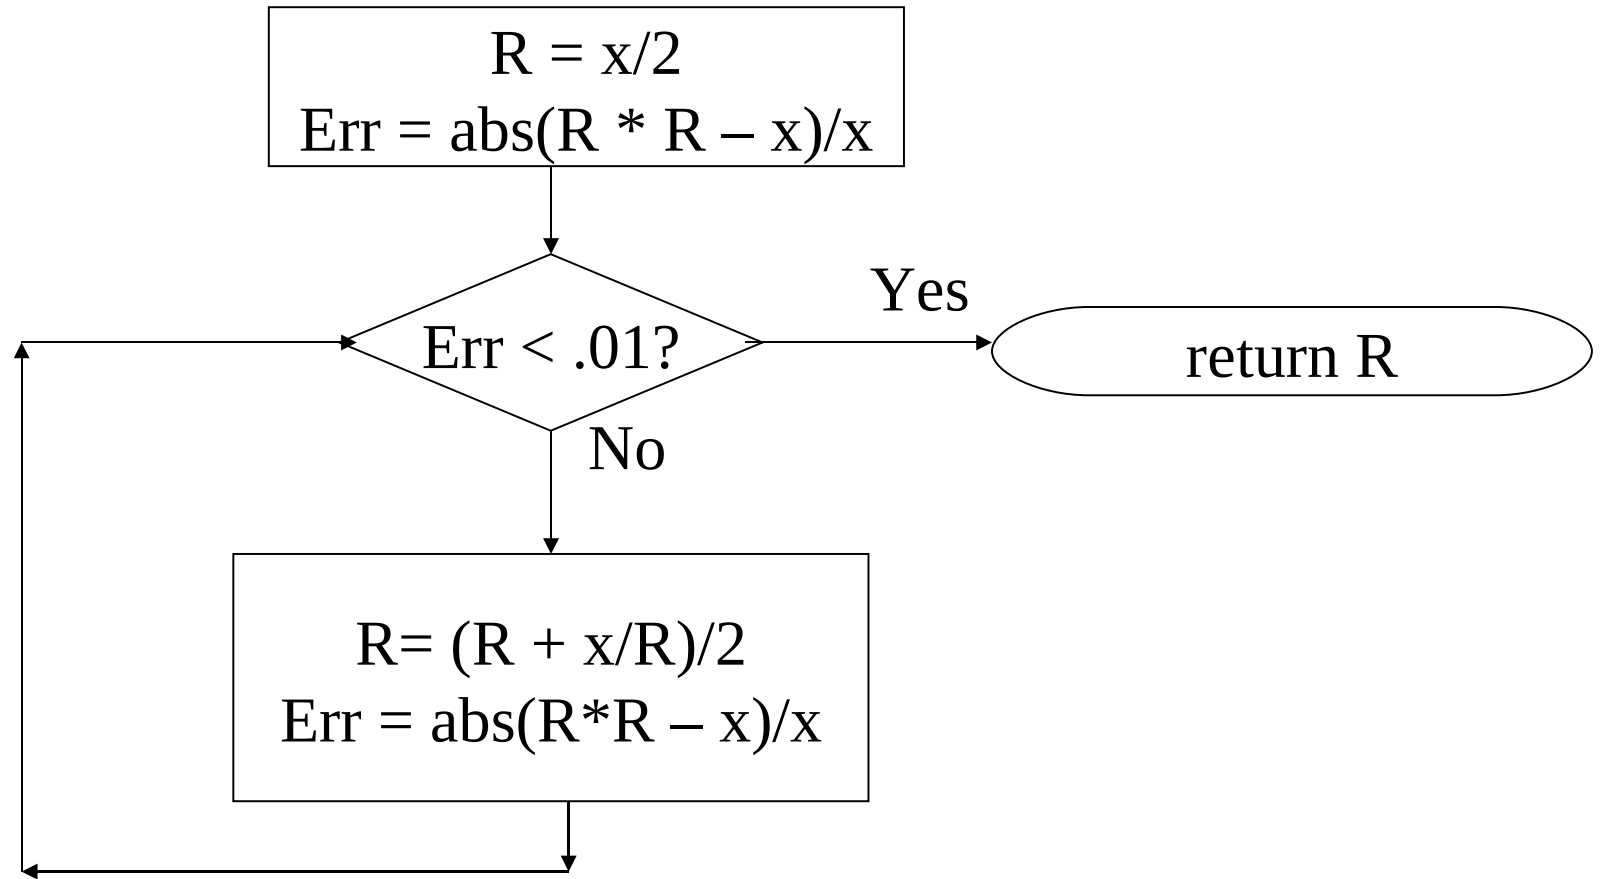 R = x/2
Err = abs(R * R – x)/x
Yes
Err < .01?
return R
No
R= (R + x/R)/2
Err = abs(R*R – x)/x